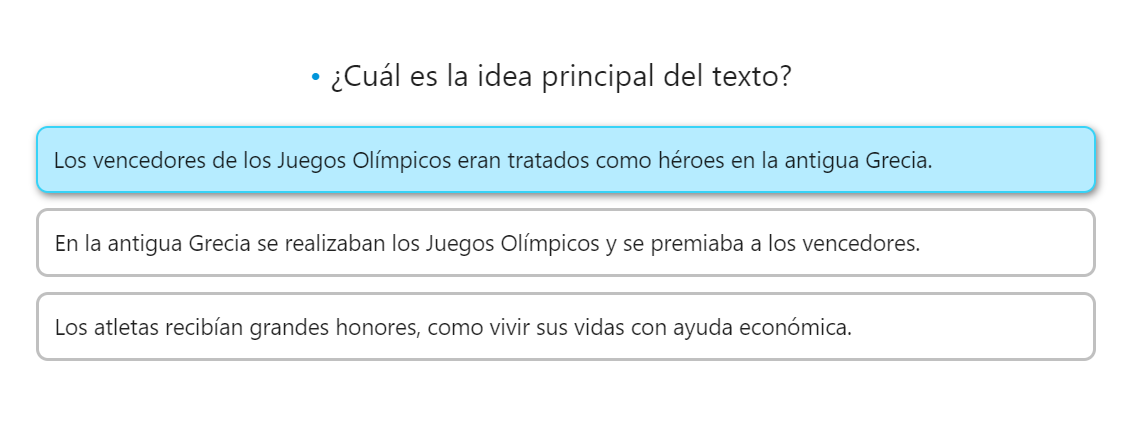 • ¿Cuál es la idea principal del texto?
Los vencedores de los Juegos Olímpicos eran tratados como héroes en la antigua Grecia.
En la antigua Grecia se realizaban los Juegos Olímpicos y se premiaba a los vencedores.
Los atletas recibían grandes honores, como vivir sus vidas con ayuda económica.